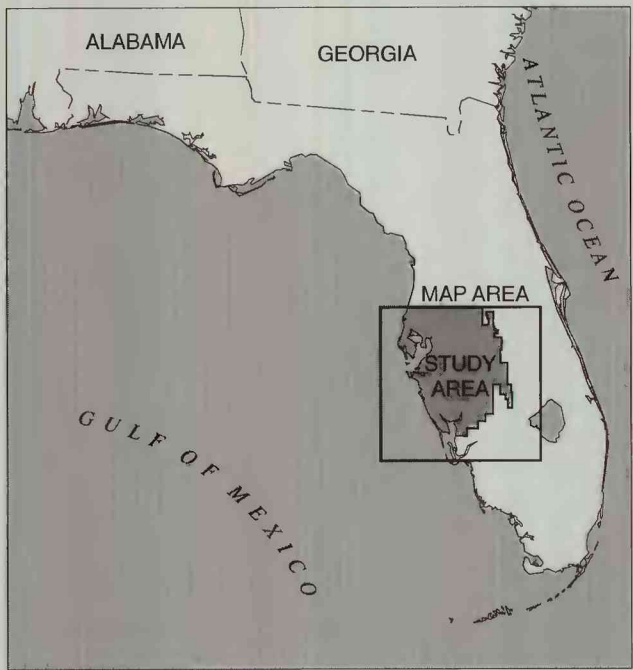 ALABAMA
GEORGIA
ATLANTIC OCEAN
MAP AREA
STUDY
AREA
GULF OF MEXICO